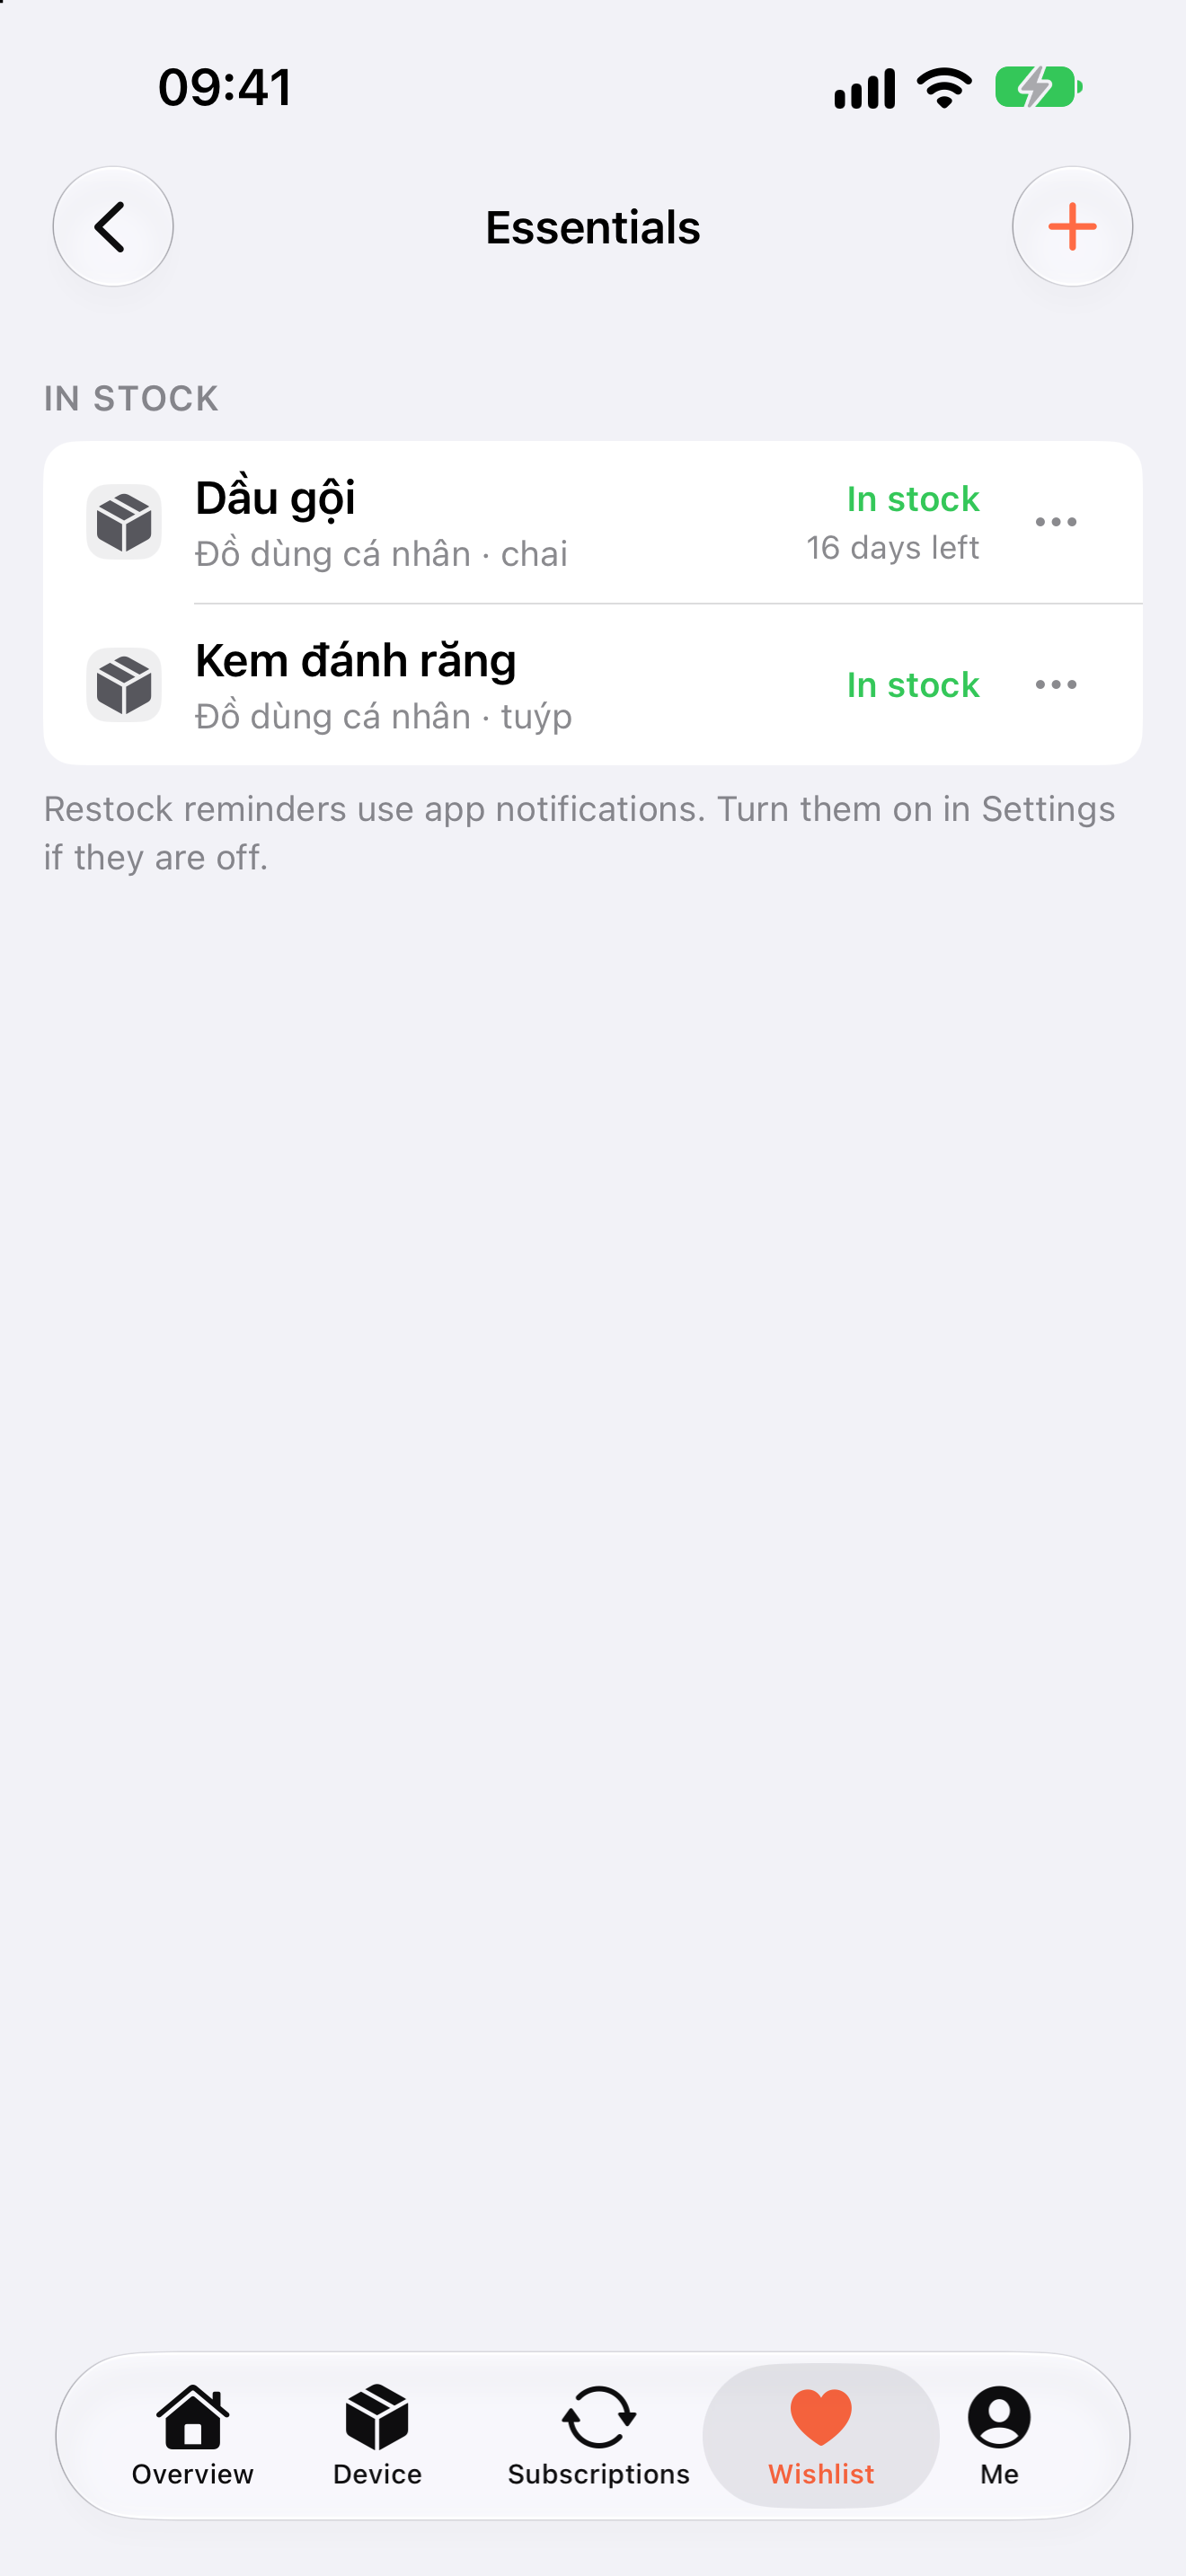 09:41
Essentials
IN STOCK
Dầu gội
Đồ dùng cá nhân · chai
In stock
16 days left
Kem đánh răng
Đồ dùng cá nhân · tuýp
In stock
Restock reminders use app notifications. Turn them on in Settings
if they are off.
Overview
Device
Subscriptions
Wishlist
Me